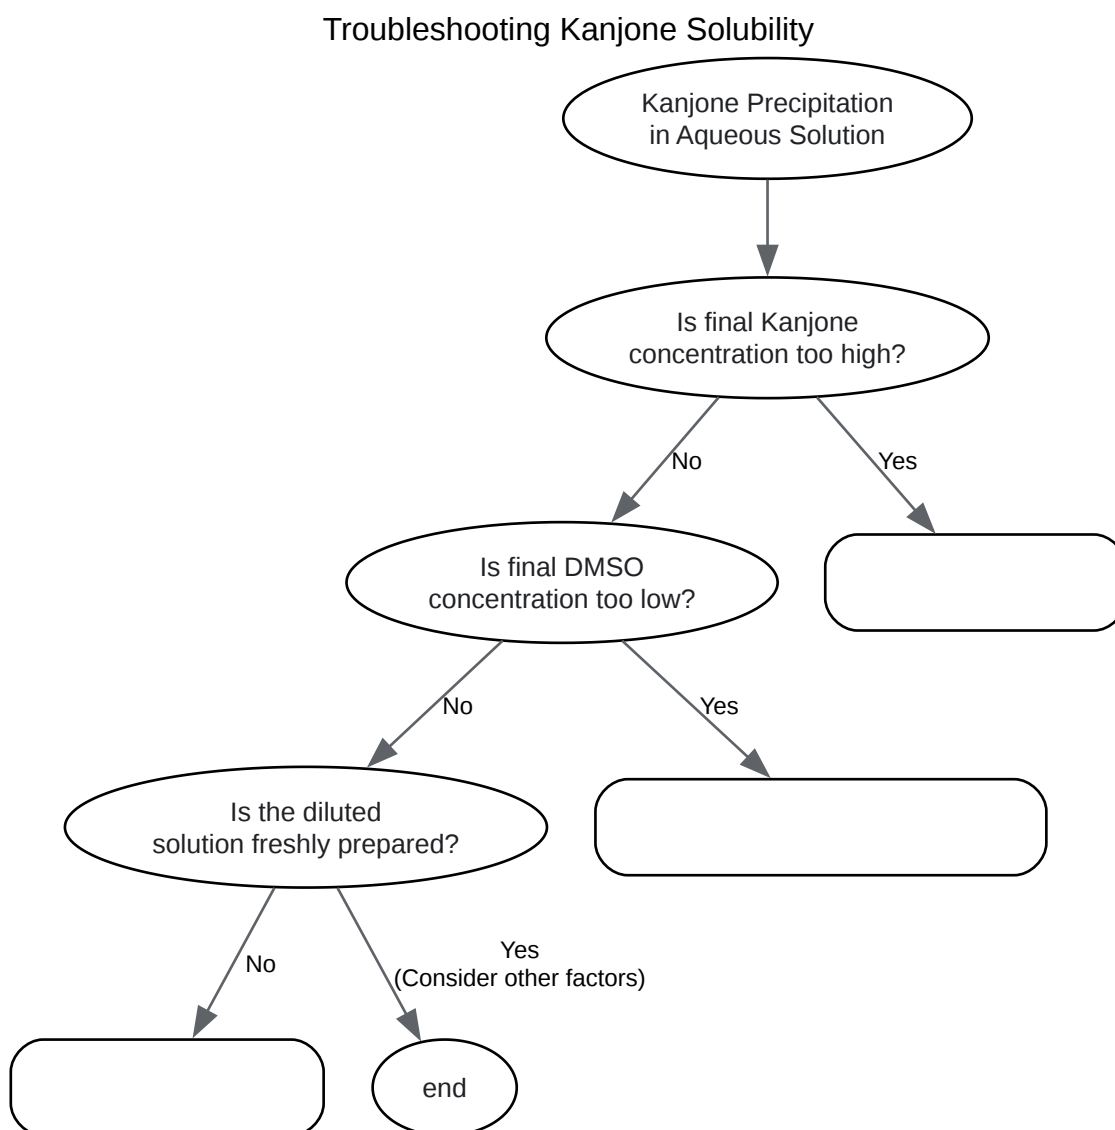 Troubleshooting Kanjone Solubility
Kanjone Precipitation
in Aqueous Solution
Is final Kanjone
concentration too high?
No
Yes
Is final DMSO
concentration too low?
No
Yes
Is the diluted
solution freshly prepared?
No
Yes
(Consider other factors)
end